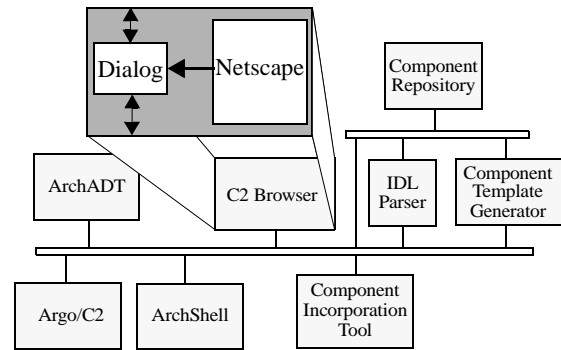 Dialog
Netscape
Component
Repository
ArchADT
C2 Browser
IDL
Parser
Component
Template
Generator
Argo/C2
ArchShell
Component
Incorporation
Tool